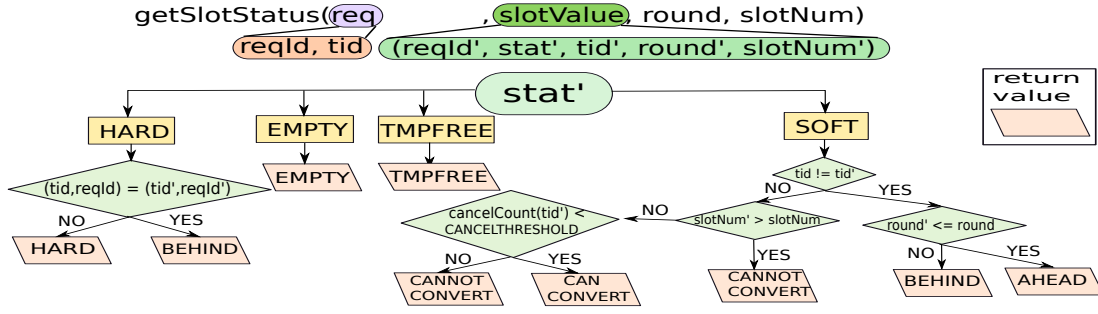 getSlotStatus(req , slotValue, round, slotNum)
reqId, tid (reqId', stat', tid', round', slotNum')
stat'
return
value
HARD EMPTY TMPFREE SOFT
(tid,reqId) = (tid',reqId')
EMPTY TMPFREE
tid != tid'
NO YES
NO YES
HARD BEHIND
cancelCount(tid') <
CANCELTHRESHOLD
NO
slotNum' > slotNum
round' <= round
NO YES
YES
NO YES
CANNOT
CONVERT
CAN
CONVERT
CANNOT
CONVERT
BEHIND AHEAD